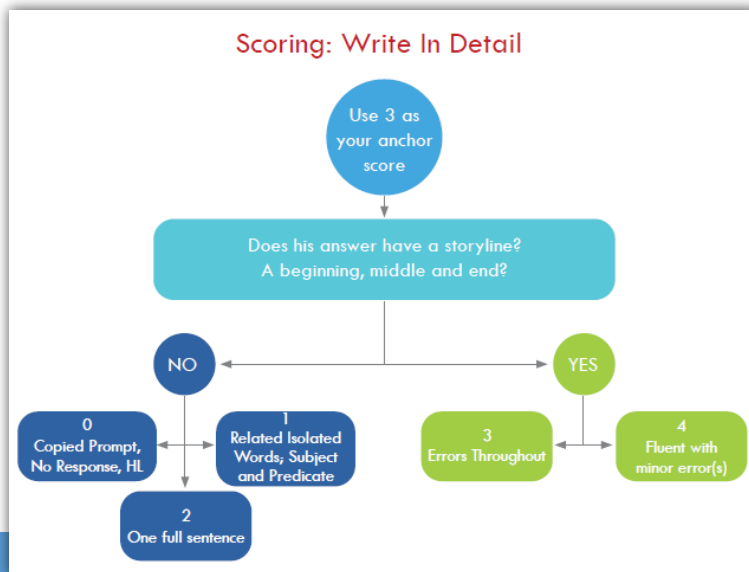 Scoring: Write In Detail
Use 3 as
your anchor
score
Does his answer have a storyline?
A beginning, middle and end?
NO
YES
0
Copied Prompt,
No Response, HL
1
Related Isolated
Words; Subject
and Predicate
2
One full sentence
3
Errors Throughout
4
Fluent with
minor error(s)